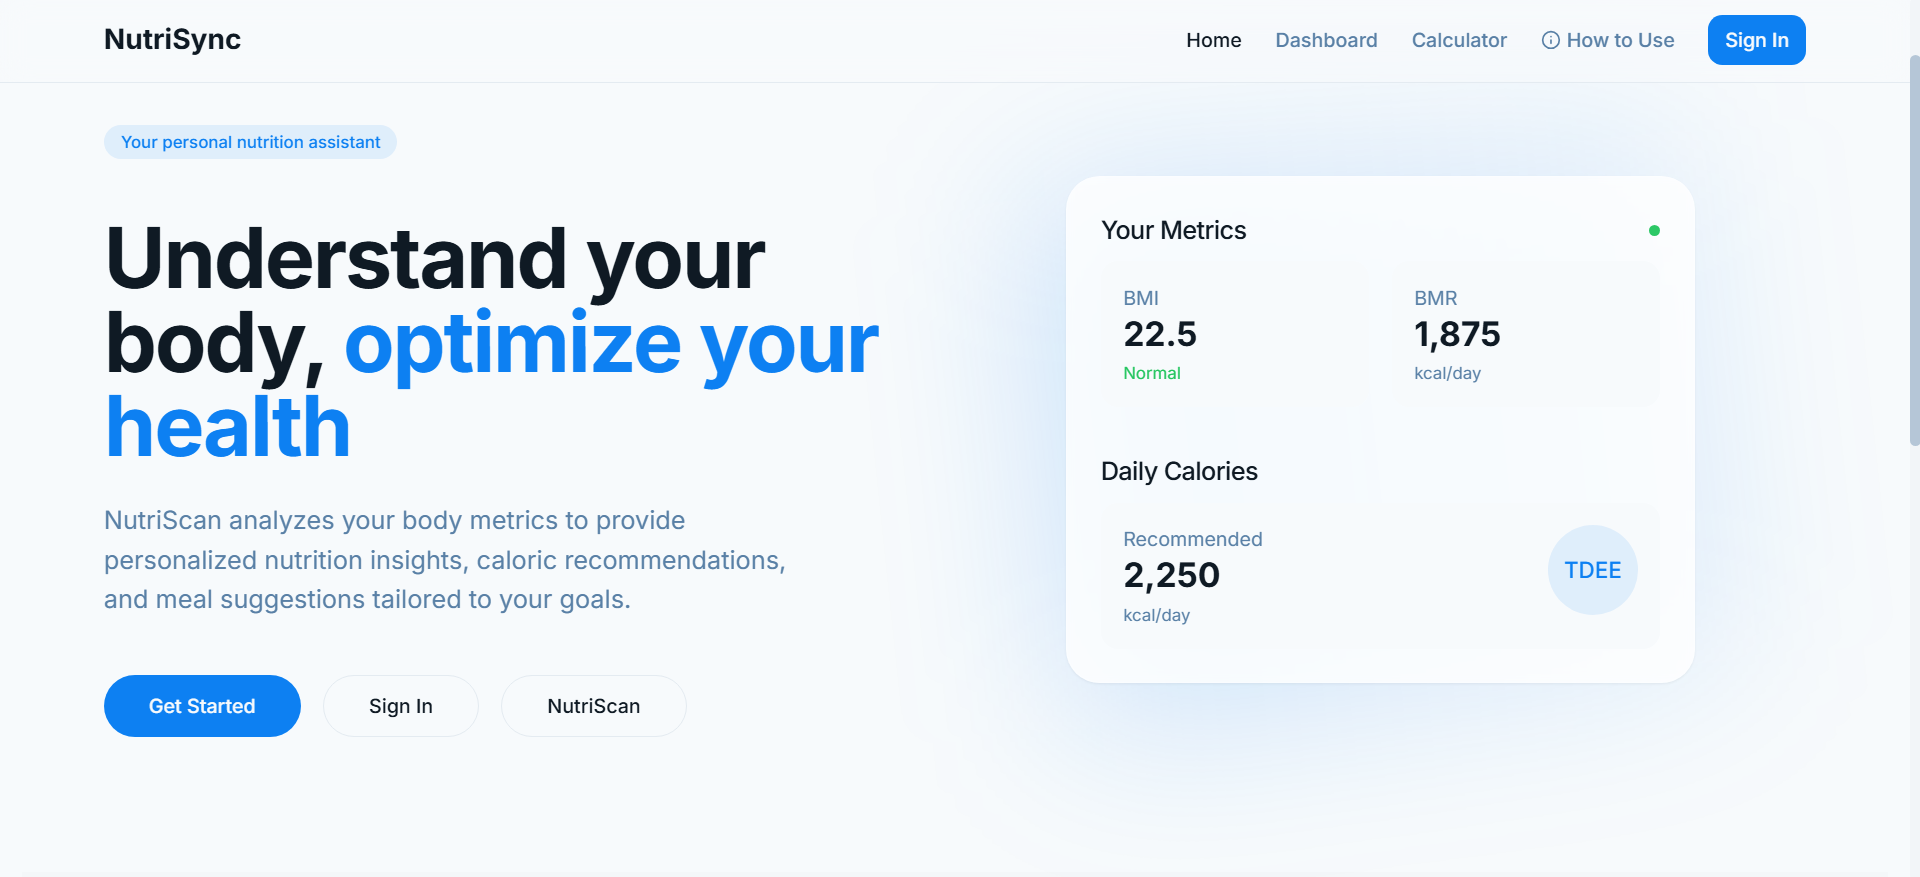 NutriSync
Home
Dashboard
Calculator
How to Use
Sign In
Your personal nutrition assistant
Understand your
body, optimize your
health
NutriScan analyzes your body metrics to provide
personalized nutrition insights, caloric recommendations,
and meal suggestions tailored to your goals.
Get Started
Sign In
NutriScan
Your Metrics
BMI
22.5
Normal
BMR
1,875
kcal/day
Daily Calories
Recommended
2,250
kcal/day
TDEE